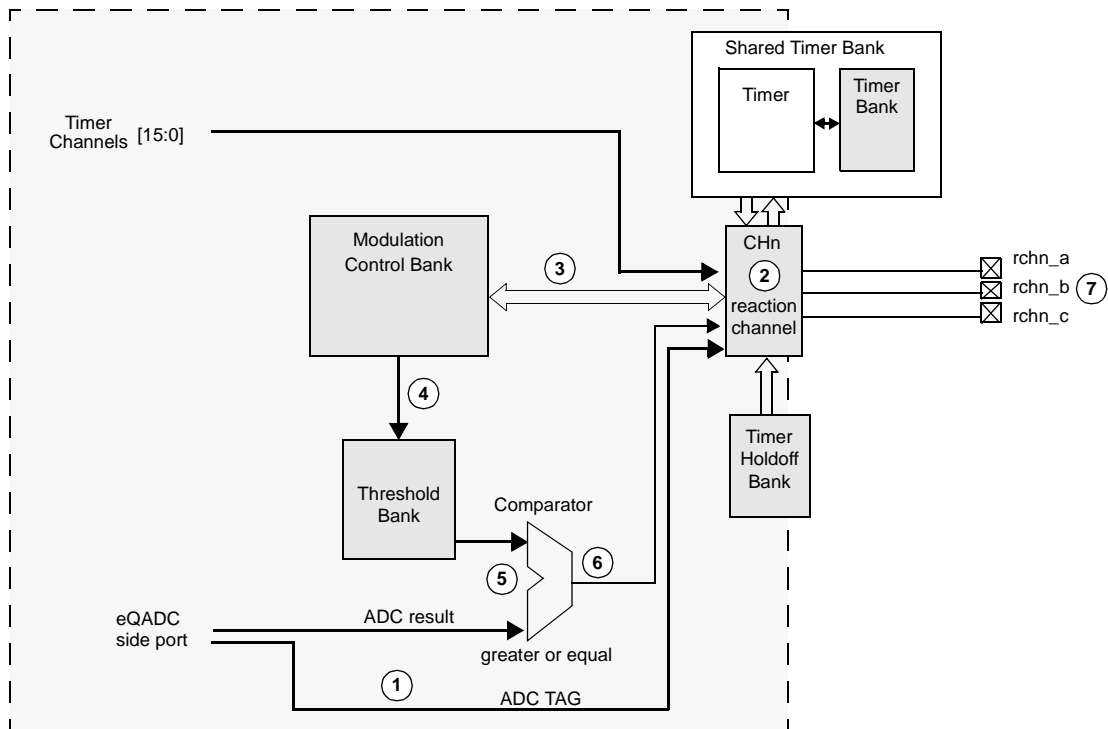 Shared Timer Bank
Timer
Timer
Bank
Timer
Channels [15:0]
Modulation
Control Bank
3
CHn
2
reaction
channel
rchn_a
rchn_b 7
rchn_c
4
Timer
Holdoff
Bank
Threshold
Bank
Comparator
5
6
eQADC
side port
ADC result
greater or equal
1
ADC TAG